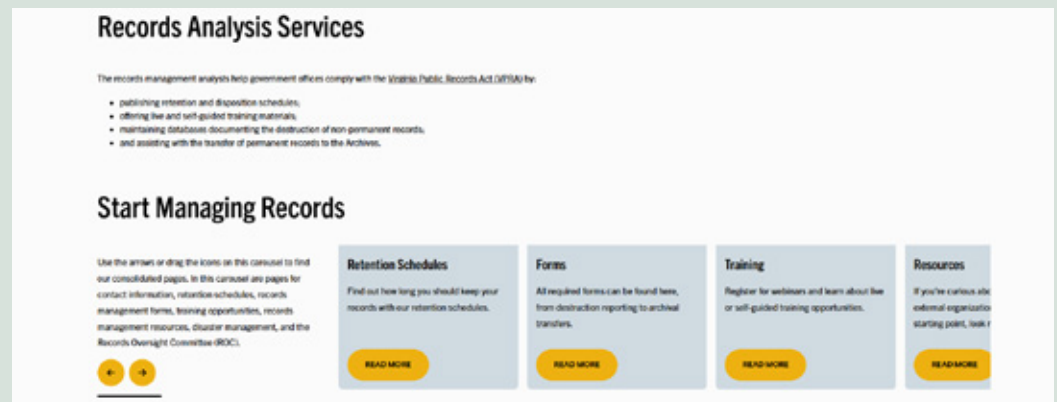 Records Analysis Services
The records management analysts help government offices comply with the Virginia Public Records Act (VPRA) by:
publishing retention and disposition schedules;
offering live and self-guided training materials;
maintaining databases documenting the destruction of non-permanent records;
and assisting with the transfer of permanent records to the Archives.
Start Managing Records
Use the arrows or drag the icons on this carousel to find
our consolidated pages. In this carousel are pages for
contact information, retention schedules, records
management forms, training opportunities, records
management resources, disaster management, and the
Records Oversight Committee (ROC).
Retention Schedules
Find out how long you should keep your
records with our retention schedules.
READ MORE
Forms
All required forms can be found here,
from destruction reporting to archival
transfers.
READ MORE
Training
Register for webinars and learn about live
or self-guided training opportunities.
READ MORE
Resources
If you're curious
external
starting point, look
READ MORE